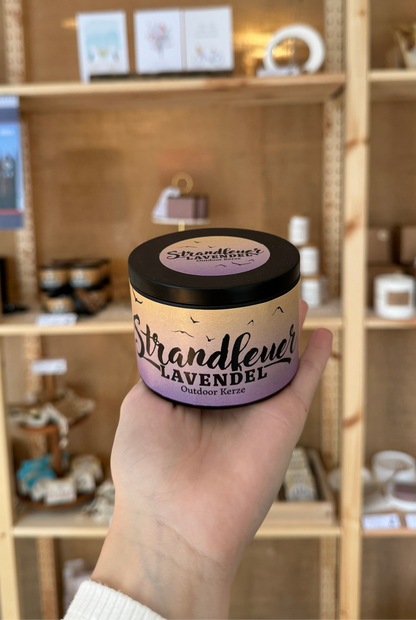 Strandfeuer
LAVENDEL
Outdoor Kerze
Strandfeuer
LAVENDEL
Outdoor Kerze